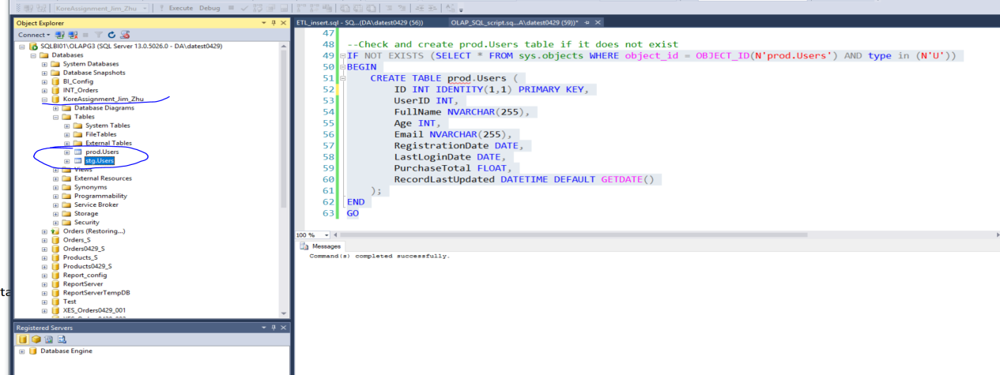 KoreAssignment_Jim_Zhu Execute Debug
Object Explorer
Connect
SQLBI01\OLAPG3 (SQL Server 13.0.5026.0 - DA\datest0429)
Databases
System Databases
Database Snapshots
BI_Config
INT_Orders
KoreAssignment_Jim_Zhu
Database Diagrams
Tables
System Tables
FileTables
External Tables
prod.Users
stg.Users
Views
External Resources
Synonyms
Programmability
Service Broker
Storage
Security
Orders (Restoring...)
Orders_S
Orders0429_S
Products_S
Products0429_S
Report_config
ReportServer
ReportServerTempDB
Test
XES_Orders0429_001
ta
Registered Servers
Database Engine
ETL_insert.sql - SQ...(DA\datest0429 (56)) OLAP_SQL_script.sq...A\datest0429 (59))*
47
48 --Check and create prod.Users table if it does not exist
49 IF NOT EXISTS (SELECT * FROM sys.objects WHERE object_id = OBJECT_ID(N'prod.Users') AND type in (N'U'))
50 BEGIN
51 CREATE TABLE prod.Users (
52 ID INT IDENTITY(1,1) PRIMARY KEY,
53 UserID INT,
54 FullName NVARCHAR(255),
55 Age INT,
56 Email NVARCHAR(255),
57 RegistrationDate DATE,
58 LastLoginDate DATE,
59 PurchaseTotal FLOAT,
60 RecordLastUpdated DATETIME DEFAULT GETDATE()
61 );
62 END
63 GO
100 %
Messages
Command(s) completed successfully.